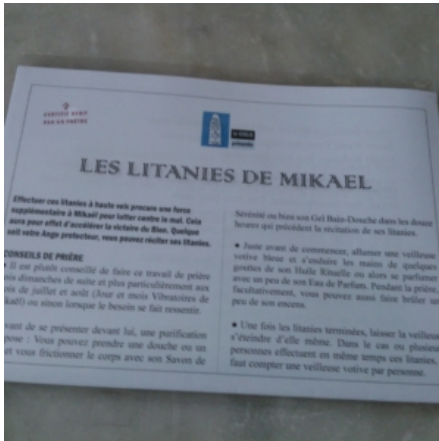 CERTIFIÉ BÉNI
PAR UN PRÊTRE
présente
LES LITANIES DE MIKAEL
Effectuer ces litanies à haute voix procure une force
supplémentaire à Mikaël pour lutter contre le mal. Cela
aura pour effet d'accélérer la victoire du Bien. Quelque
soit votre Ange protecteur, vous pouvez réciter ses litanies.
CONSEILS DE PRIÈRE
Il est plutôt conseillé de faire ce travail de prière
dimanches de suite et plus particulièrement aux
de juillet et août (Jour et mois Vibratoires de
ou sinon lorsque le besoin se fait ressentir.
de se présenter devant lui, une purification
: Vous pouvez prendre une douche ou un
et vous frictionner le corps avec son Savon de
Sérénité ou bien son Gel Bain-Douche dans les douze
heures qui précèdent la récitation de ses litanies.
● Juste avant de commencer, allumer une veilleuse
votive bleue et s'enduire les mains de quelques
gouttes de son Huile Rituelle ou alors se parfumer
avec un peu de son Eau de Parfum. Pendant la prière,
facultativement, vous pouvez aussi faire brûler un
peu de son encens.
● Une fois les litanies terminées, laisser la veilleuse
s'éteindre d'elle même. Dans le cas ou plusieurs
personnes effectuent en même temps ces litanies, il
faut compter une veilleuse votive par personne.